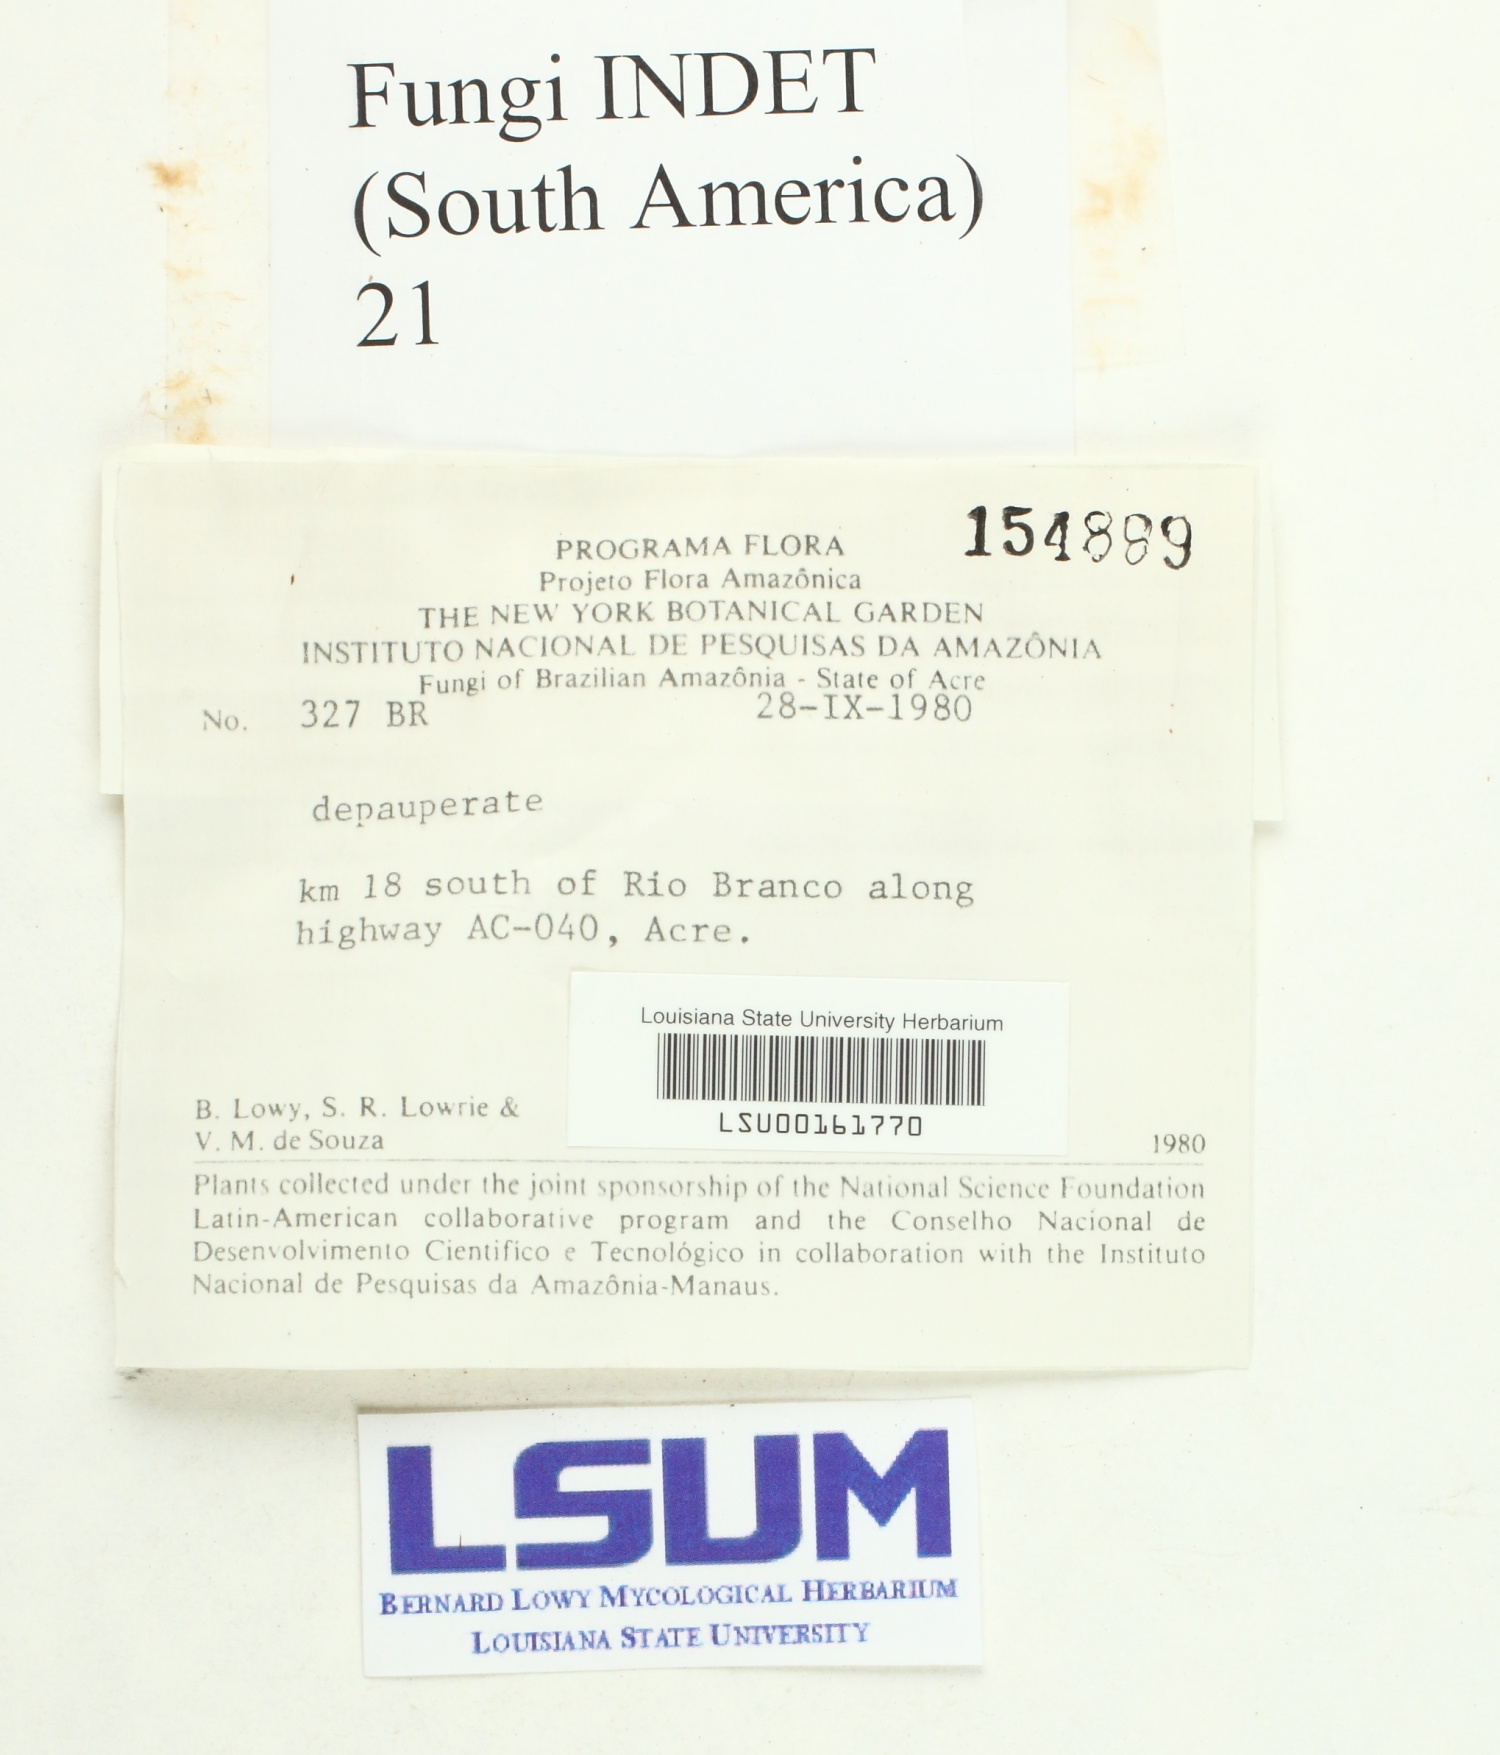 Fungi INDET
(South America)
21
154899
PROGRAMA FLORA
Projeto Flora Amazônica
THE NEW YORK BOTANICAL GARDEN
INSTITUTO NACIONAL DE PESQUISAS DA AMAZÔNIA
Fungi of Brazilian Amazônia - State of Acre
No. 327 BR 28-IX-1980
depauperate
km 18 south of Rio Branco along
highway AC-040, Acre.
Louisiana State University Herbarium
LSU00161770
B. Lowy, S. R. Lowrie &
V. M. de Souza 1980
Plants collected under the joint sponsorship of the National Science Foundation
Latin-American collaborative program and the Conselho Nacional de
Desenvolvimento Cientifico e Tecnológico in collaboration with the Instituto
Nacional de Pesquisas da Amazônia-Manaus.
LSUM
BERNARD LOWY MYCOLOGICAL HERBARIUM
LOUISIANA STATE UNIVERSITY